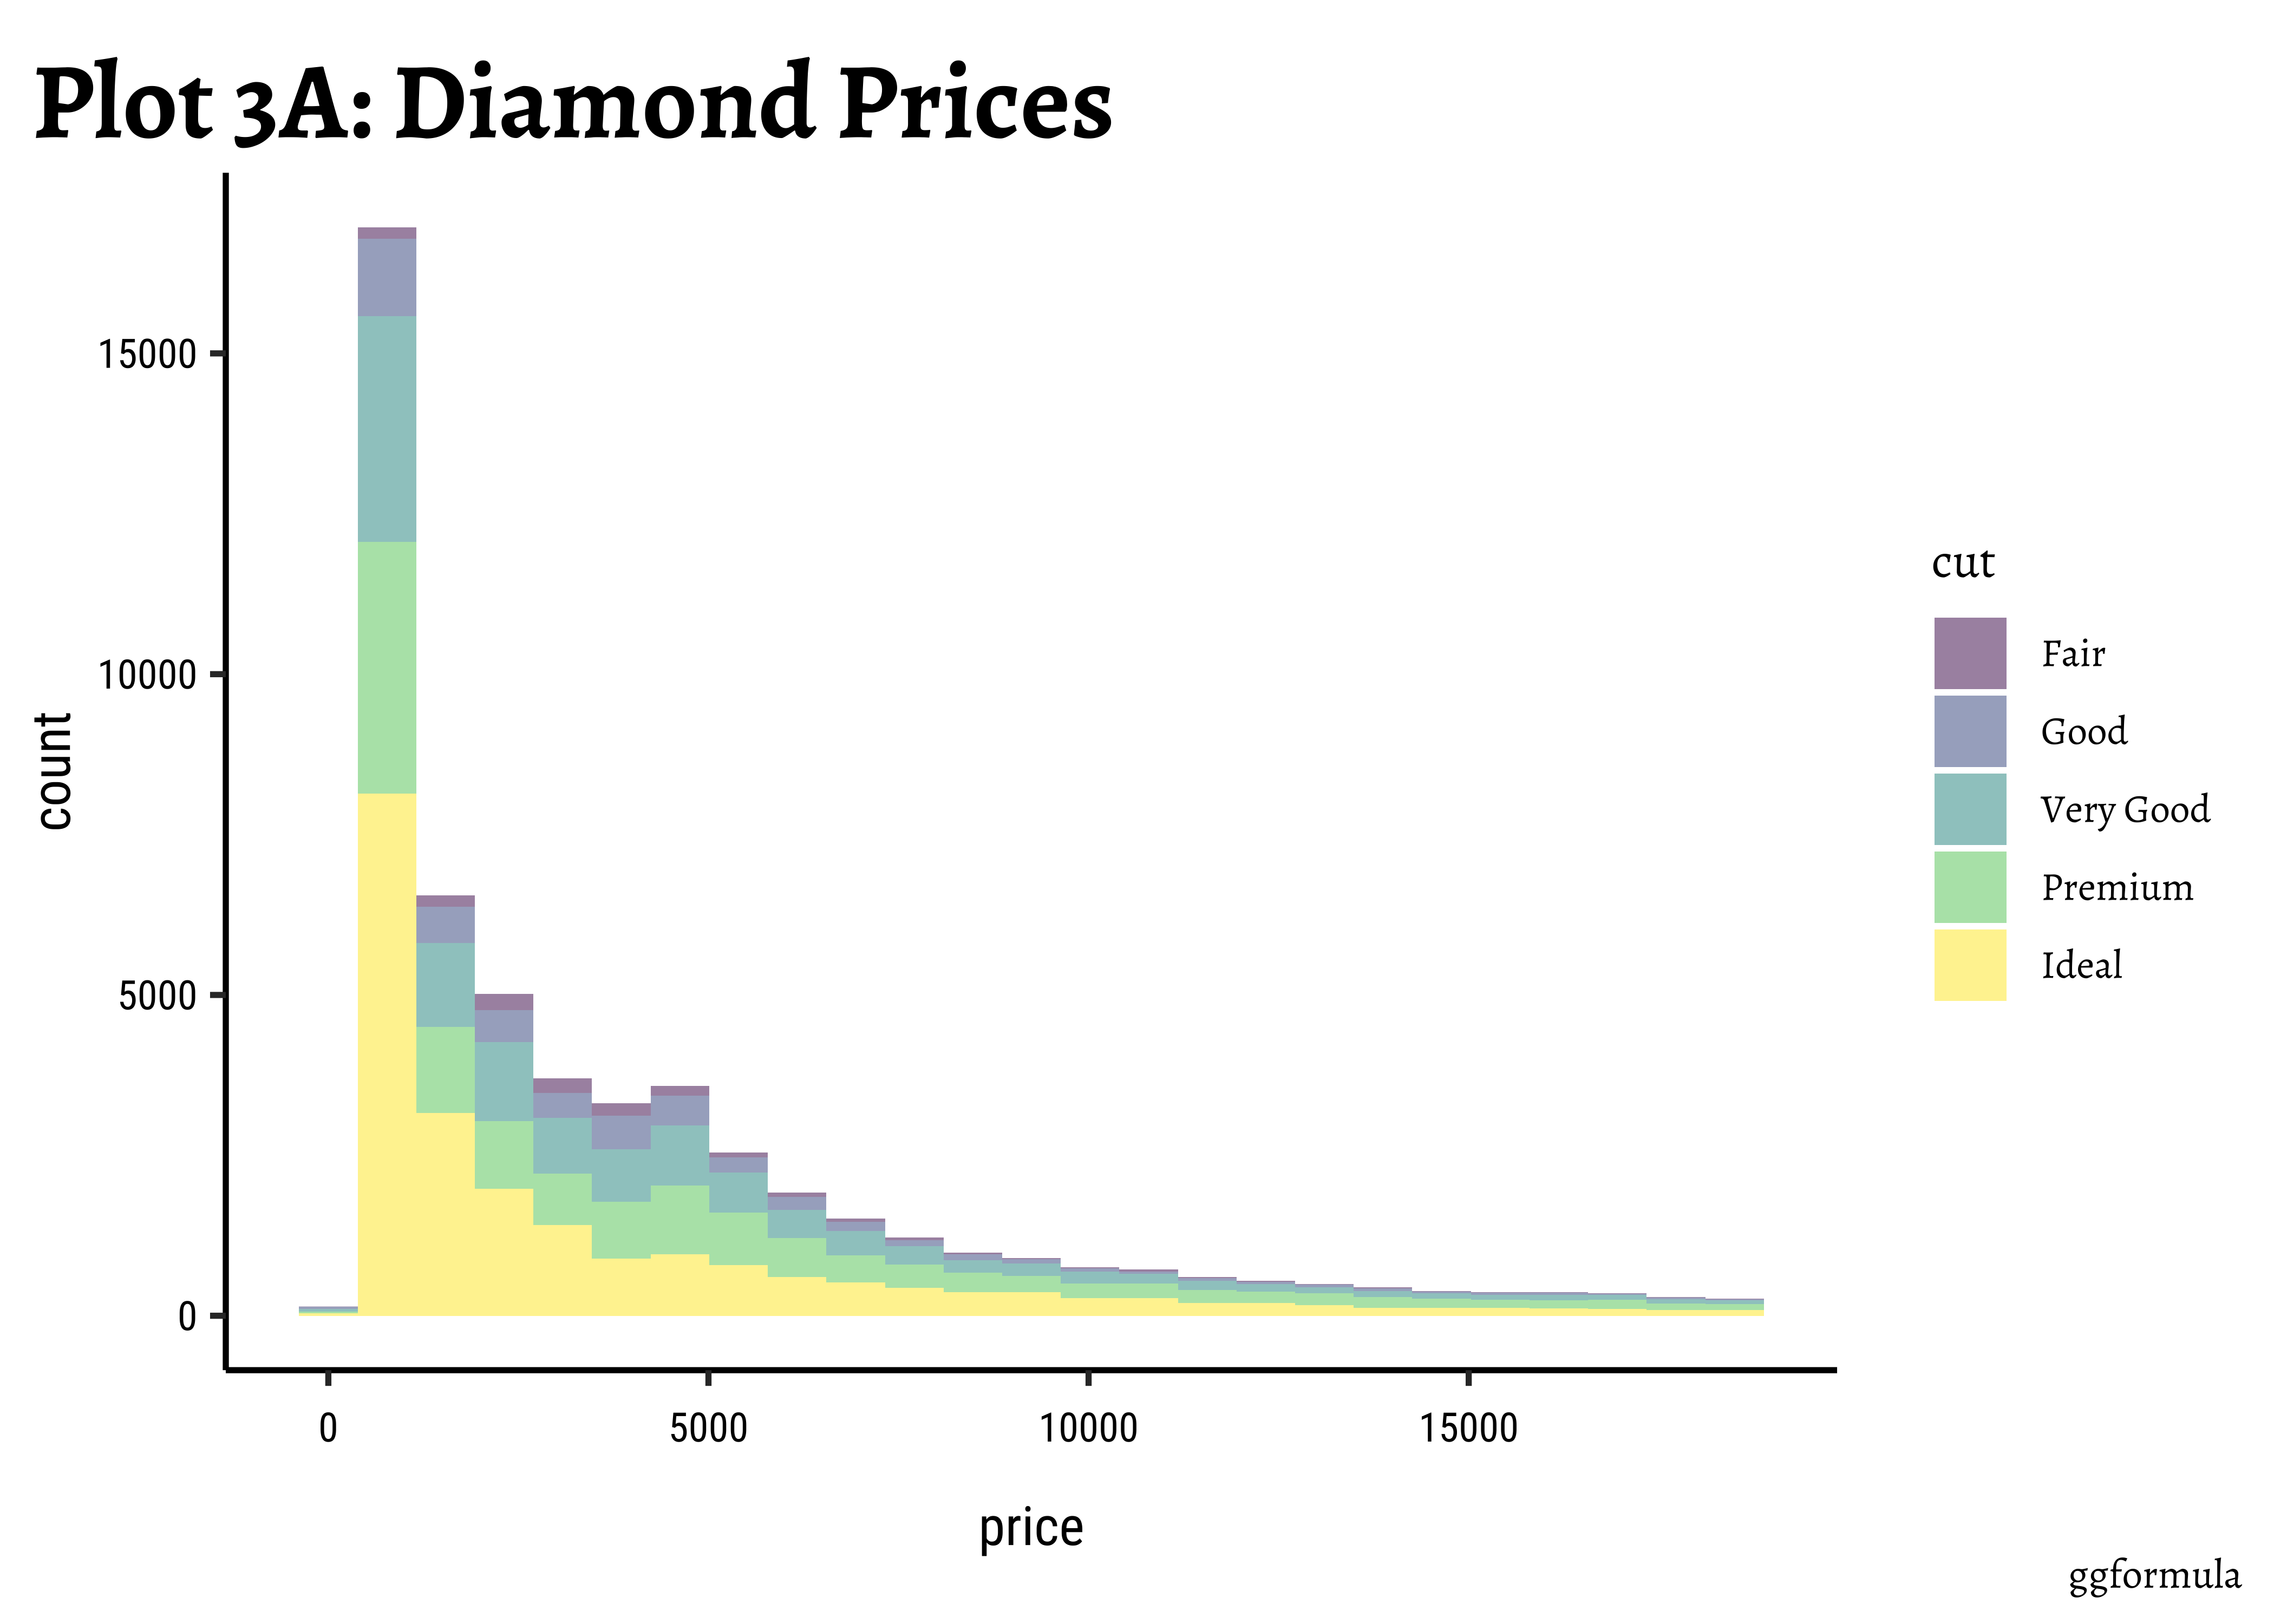 Plot 3A: Diamond Prices
count
15000
10000
5000
0
0 5000 10000 15000
price
cut
Fair
Good
Very Good
Premium
Ideal
ggformula